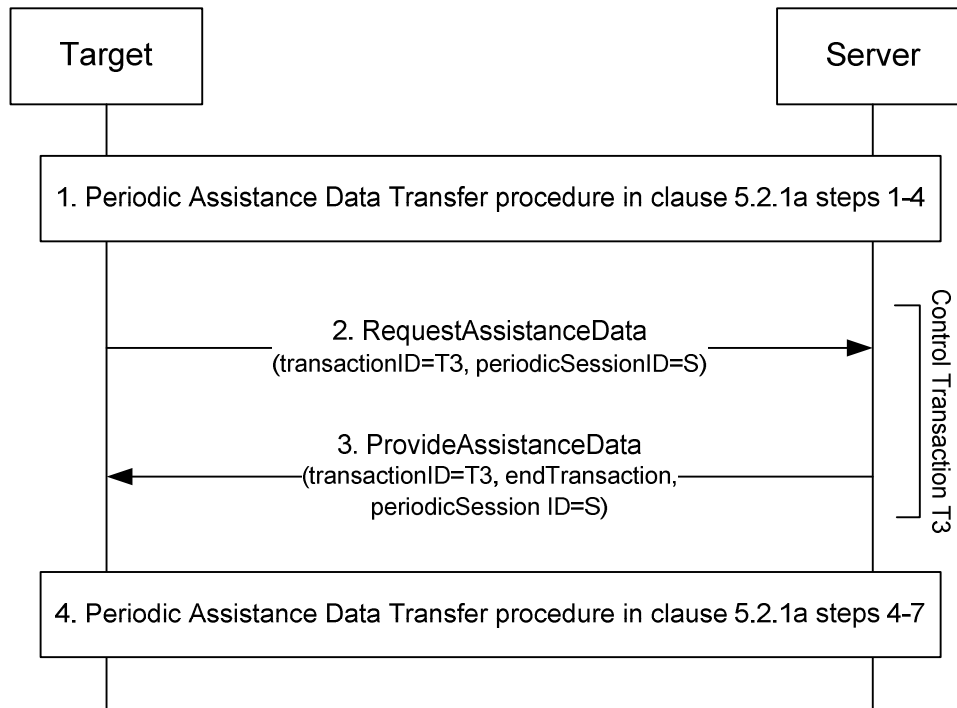 Target
Server
1. Periodic Assistance Data Transfer procedure in clause 5.2.1a steps 1-4
2. RequestAssistanceData
(transactionID=T3, periodicSessionID=S)
3. ProvideAssistanceData
(transactionID=T3, endTransaction,
periodicSession ID=S)
Control Transaction T3
4. Periodic Assistance Data Transfer procedure in clause 5.2.1a steps 4-7